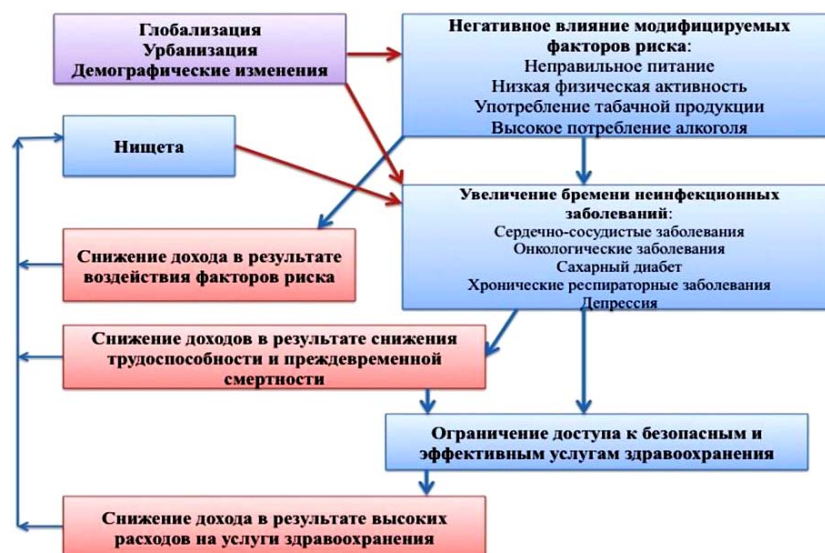 Глобализация
Урбанизация
Демографические изменения
Негативное влияние модифицируемых
факторов риска:
Неправильное питание
Низкая физическая активность
Употребление табачной продукции
Высокое потребление алкоголя
Нищета
Увеличение бремени неинфекционных
заболеваний:
Сердечно-сосудистые заболевания
Онкологические заболевания
Сахарный диабет
Хронические респираторные заболевания
Депрессия
Снижение дохода в результате
воздействия факторов риска
Снижение доходов в результате снижения
трудоспособности и преждевременной
смертности
Ограничение доступа к безопасным и
эффективным услугам здравоохранения
Снижение дохода в результате высоких
расходов на услуги здравоохранения